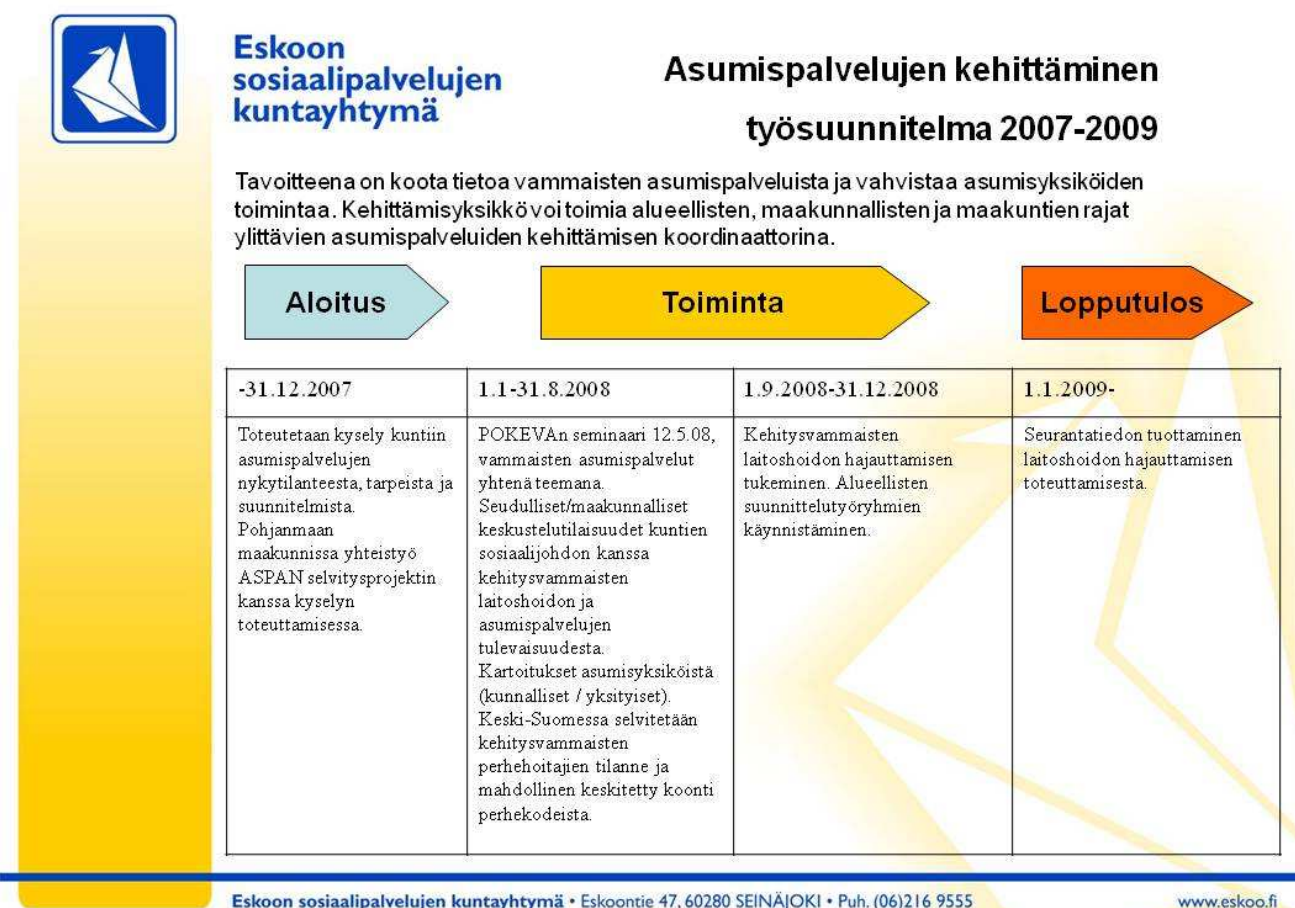 Eskoon
sosiaalipalvelujen
kuntayhtymä
Asumispalvelujen kehittäminen
työsuunnitelma 2007-2009
Tavoitteena on koota tietoa vammaisten asumispalveluista ja vahvistaa asumisyksiköiden
toimintaa. Kehittämisyksikkö voi toimia alueellisten, maakunnallisten ja maakuntien rajat
ylittävien asumispalveluiden kehittämisen koordinaattorina.
Aloitus
Toiminta
Lopputulos
-31.12.2007
1.1-31.8.2008
1.9.2008-31.12.2008
1.1.2009-
Toteutetaan kysely kuntiin
asumispalvelujen
nykytilanteesta, tarpeista ja
suunnitelmista.
Pohjanmaan
maakunnissa yhteistyö
ASPAN selvitysprojektin
kanssa kyselyn
toteuttamisessa.
POKEVAn seminaari 12.5.08,
vammaisten asumispalvelut
yhtenä teemana.
Seudulliset/maakunnalliset
keskustelutilaisuudet kuntien
sosiaalijohdon kanssa
kehitysvammaisten
laitoshoidon ja
asumispalvelujen
tulevaisuudesta.
Kartoitukset asumisyksiköistä
(kunnalliset / yksityiset).
Keski-Suomessa selvitetään
kehitysvammaisten
perhehoitajien tilanne ja
mahdollinen keskitetty koonti
perhekodeista.
Kehitysvammaisten
laitoshoidon hajauttamisen
tukeminen. Alueellisten
suunnittelutyöryhmien
käynnistäminen.
Seurantatiedon tuottaminen
laitoshoidon hajauttamisen
toteuttamisesta.
Eskoon sosiaalipalvelujen kuntayhtymä • Eskoontie 47, 60280 SEINÄJOKI • Puh. (06)216 9555
www.eskoo.fi